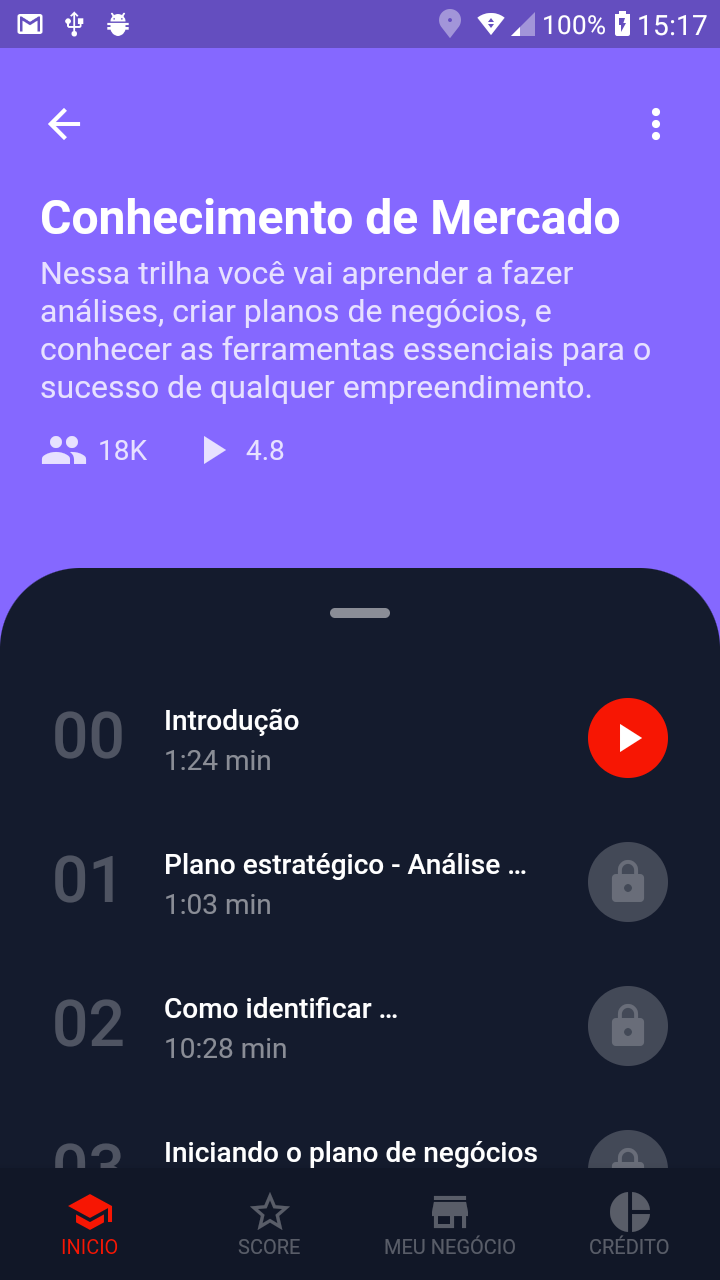 100% 15:17
Conhecimento de Mercado
Nessa trilha você vai aprender a fazer
análises, criar planos de negócios, e
conhecer as ferramentas essenciais para o
sucesso de qualquer empreendimento.
18K 4.8
00 Introdução
1:24 min
01 Plano estratégico - Análise ...
1:03 min
02 Como identificar ...
10:28 min
03 Iniciando o plano de negócios
INICIO SCORE MEU NEGÓCIO CRÉDITO